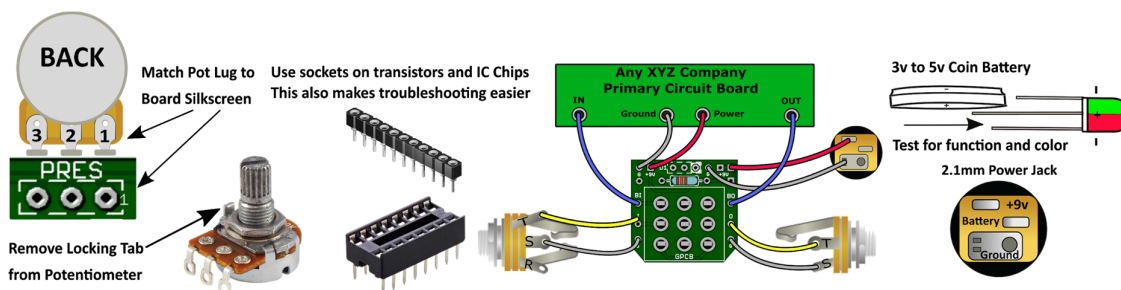 BACK
3 2 1
PRES
1
Match Pot Lug to
Board Silkscreen
Remove Locking Tab
from Potentiometer
Use sockets on transistors and IC Chips
This also makes troubleshooting easier
Any XYZ Company
Primary Circuit Board
IN
OUT
Ground
Power
G +9V
+9V
BI
BO
T
S
R
GPCB
T
S
3v to 5v Coin Battery
-
+
+
Test for function and color
2.1mm Power Jack
+9v
Battery
Ground